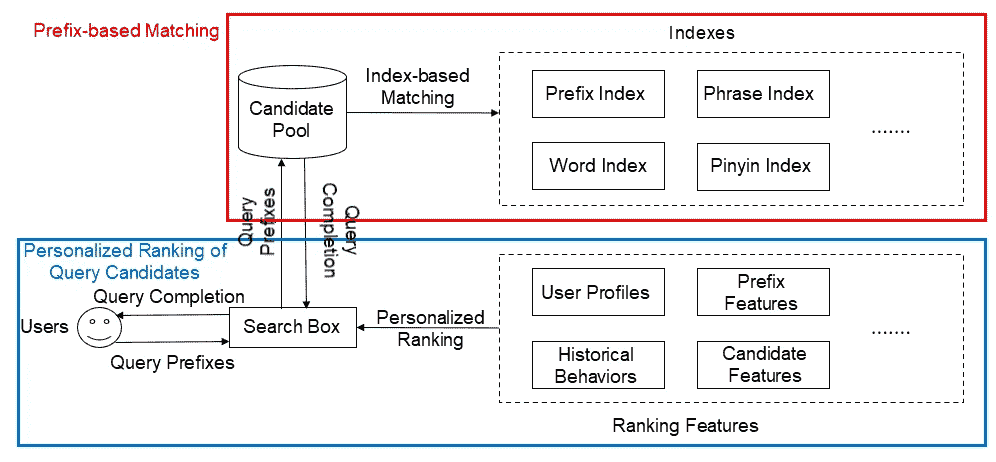 Prefix-based Matching
Indexes
Index-based
Matching
Candidate
Pool
Prefix Index
Phrase Index
.......
Word Index
Pinyin Index
Query
Prefixes
Query
Completion
Personalized Ranking of
Query Candidates
Query Completion
Users
Search Box
Query Prefixes
Personalized
Ranking
User Profiles
Prefix
Features
.......
Historical
Behaviors
Candidate
Features
Ranking Features